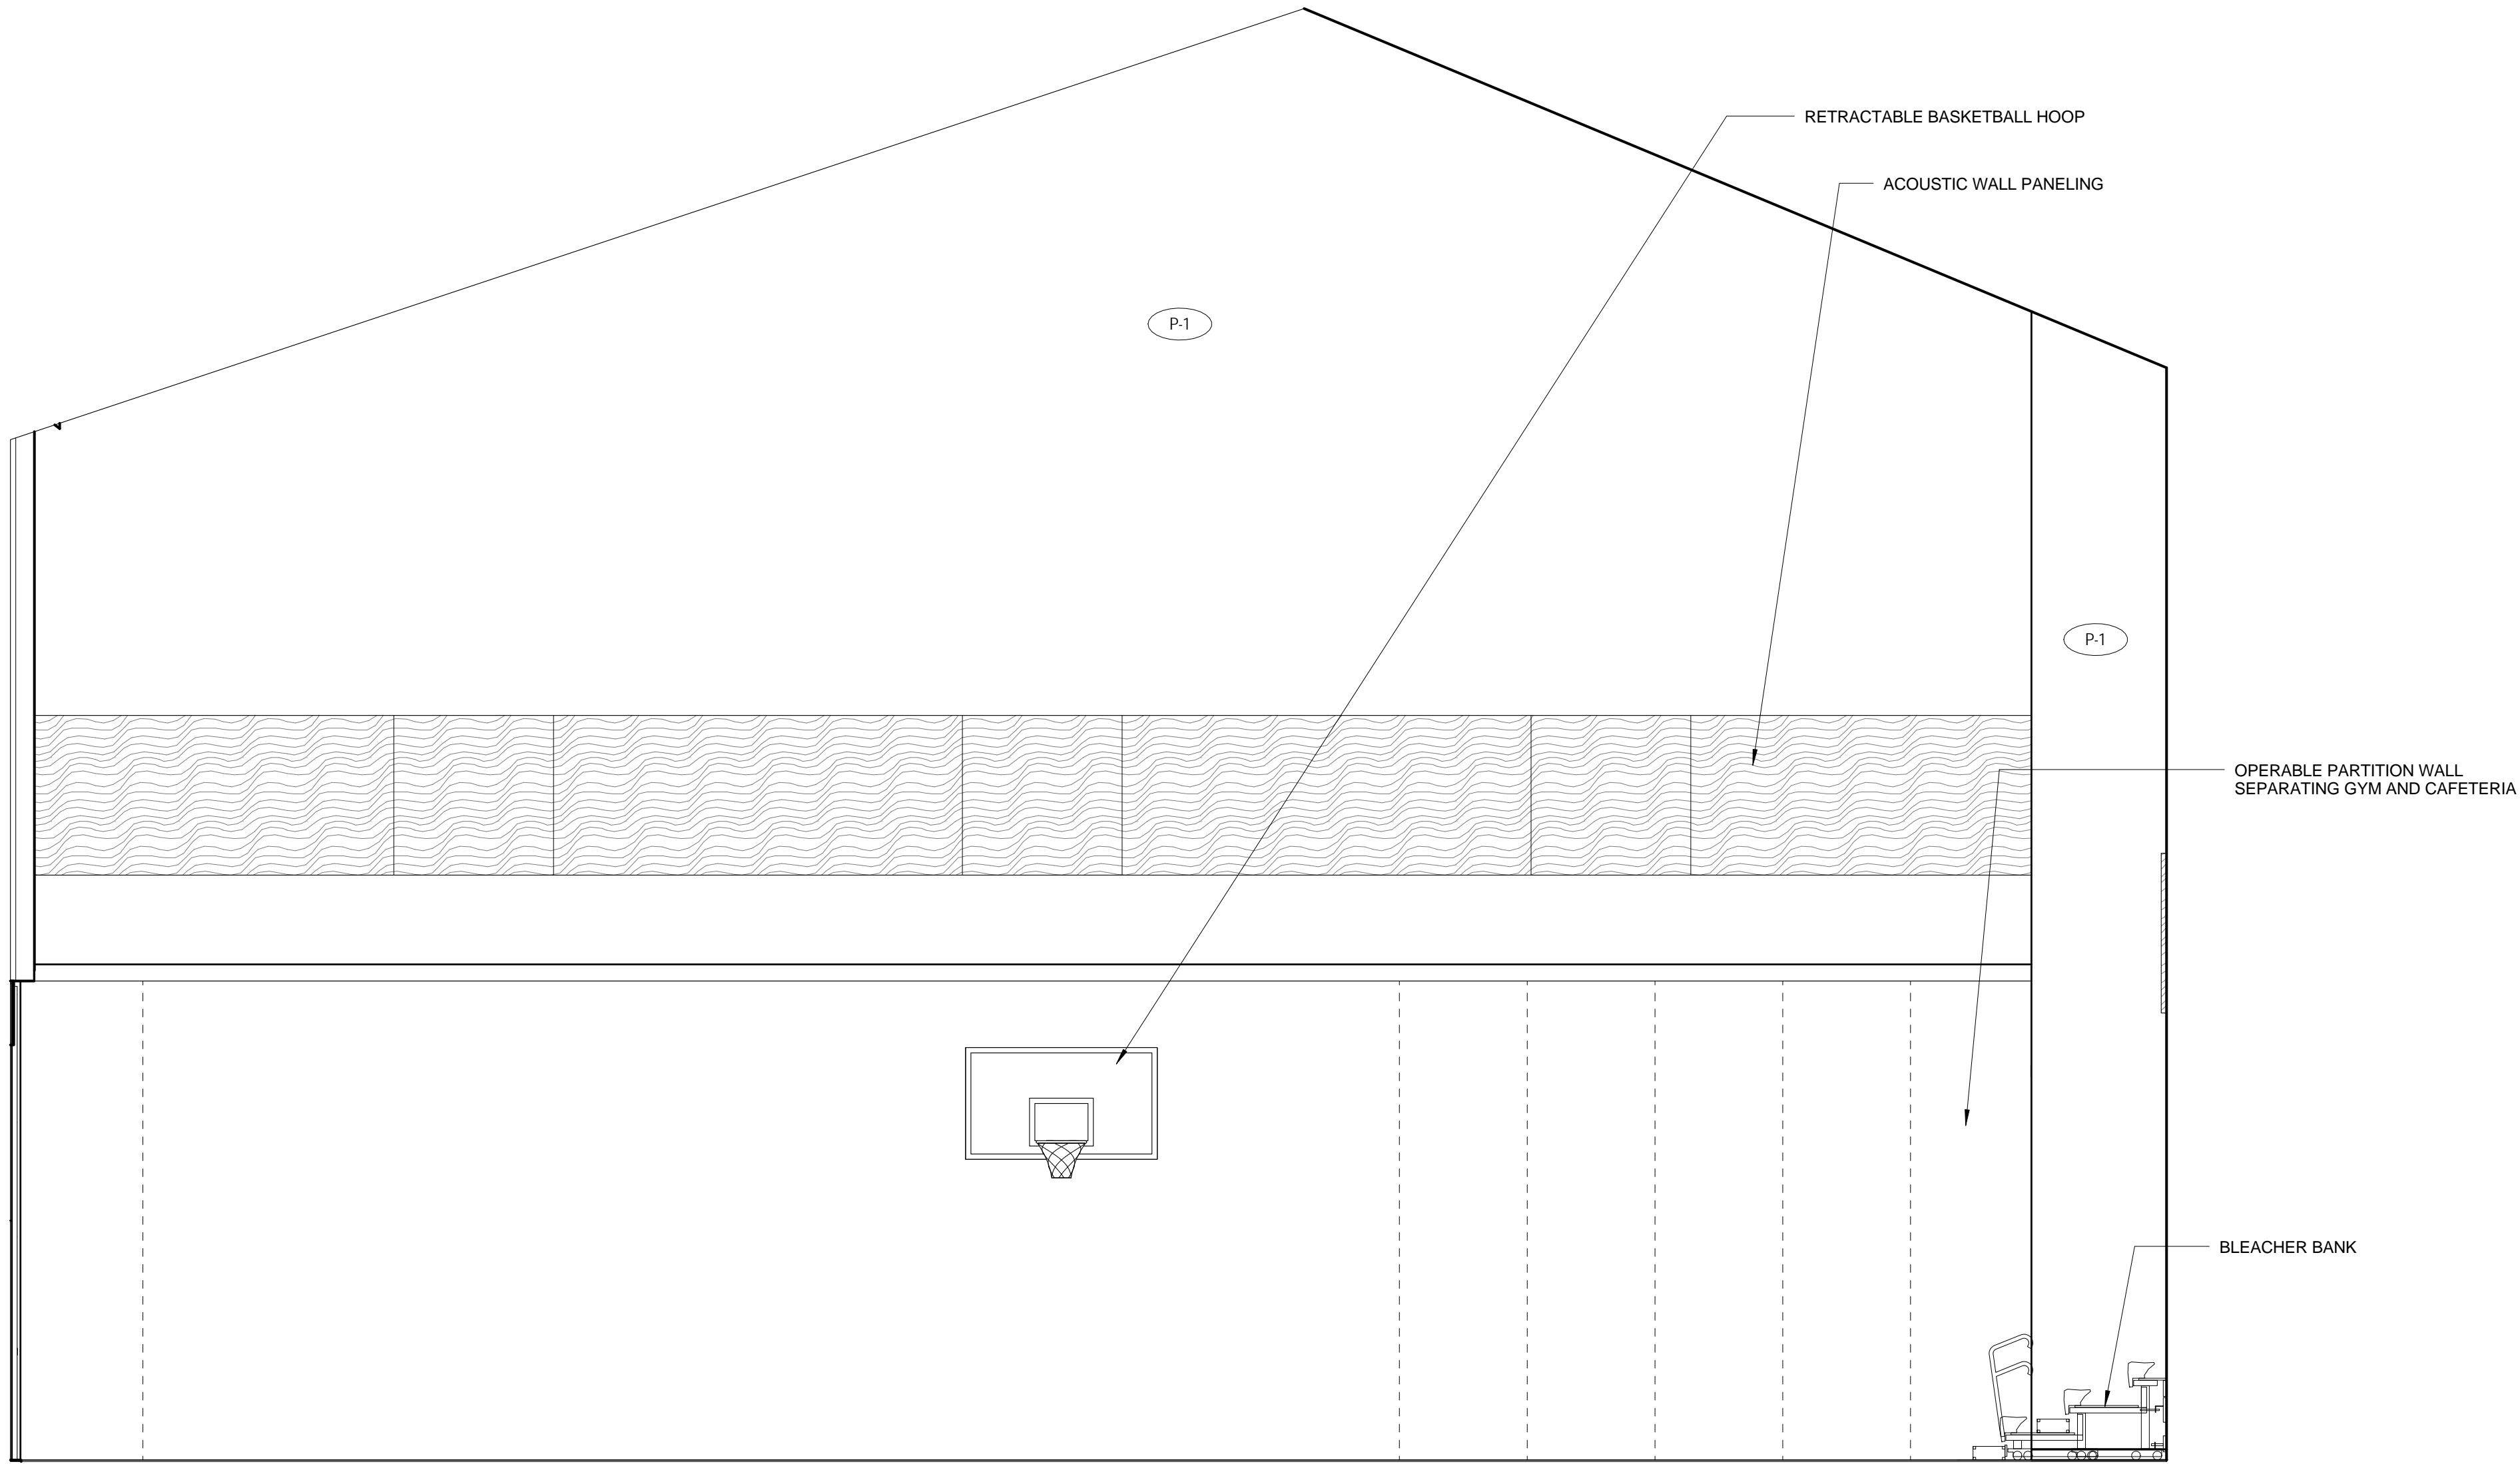 RETRACTABLE BASKETBALL HOOP
ACOUSTIC WALL PANELING
P-1
P-1
OPERABLE PARTITION WALL
SEPARATING GYM AND CAFETERIA
BLEACHER BANK